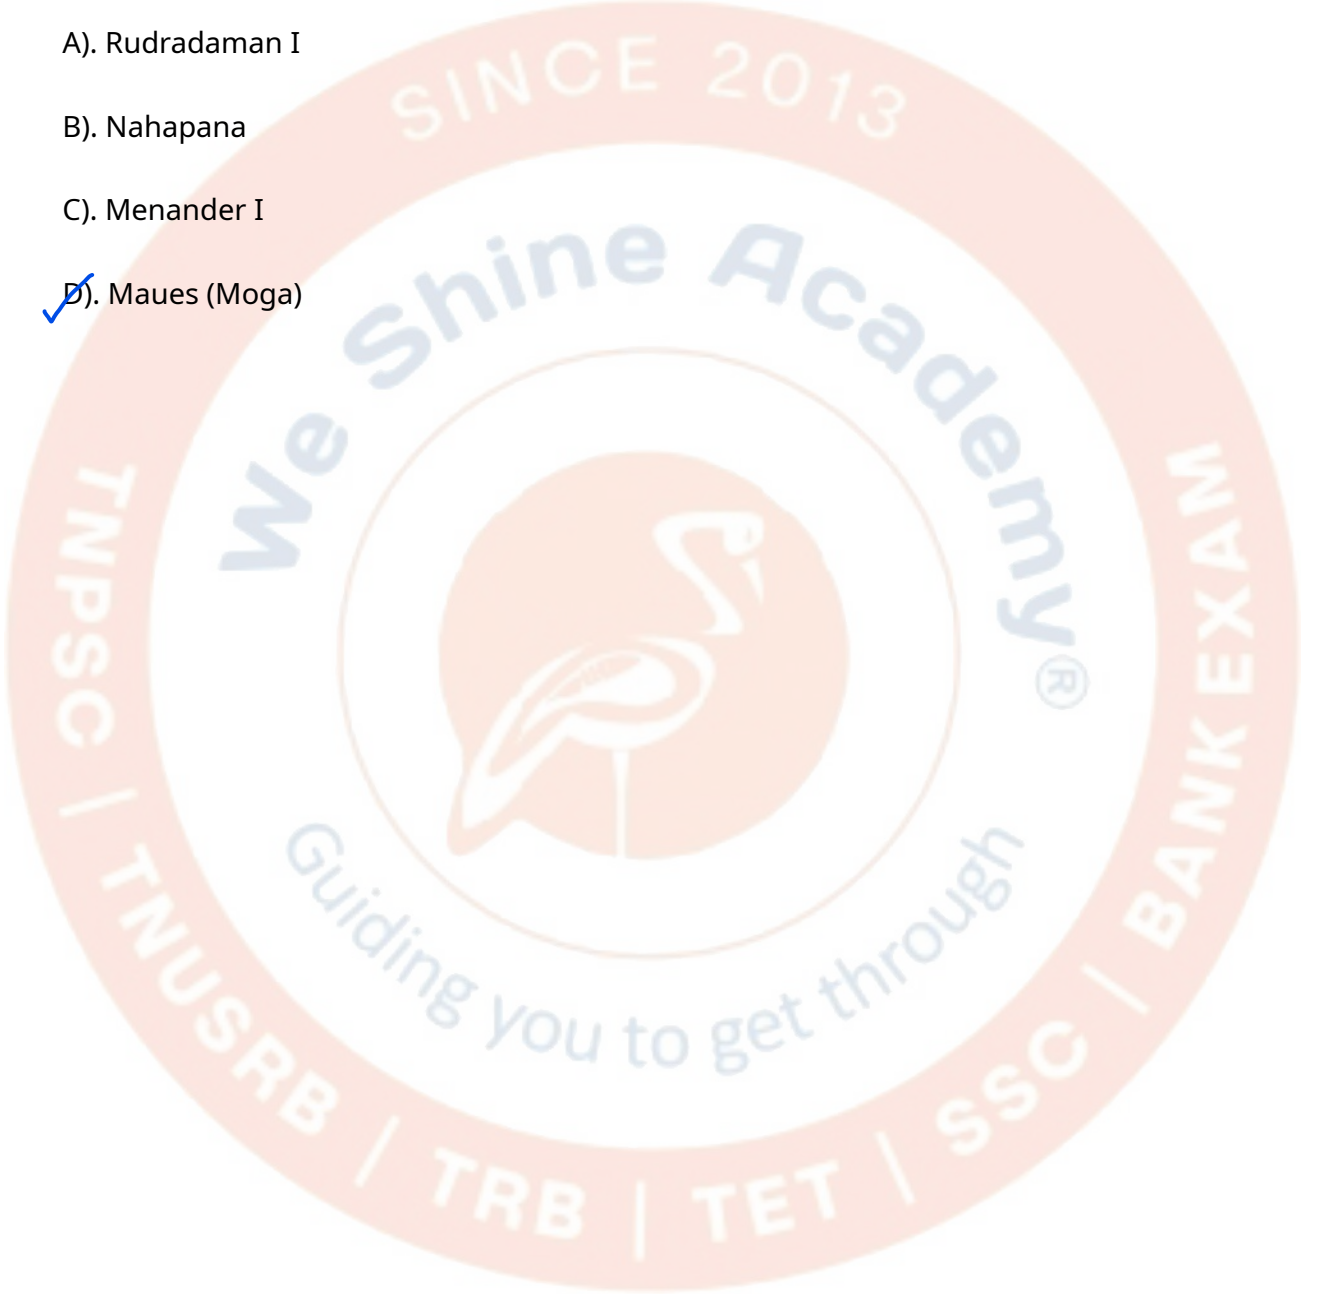 A). Rudradaman I
B). Nahapana
C). Menander I
D). Maues (Moga)
SINCE 2013
We Shine Academy®
Guiding you to get through
TNPSC | TNUSRB | TRB | TET | SSC | BANK EXAM